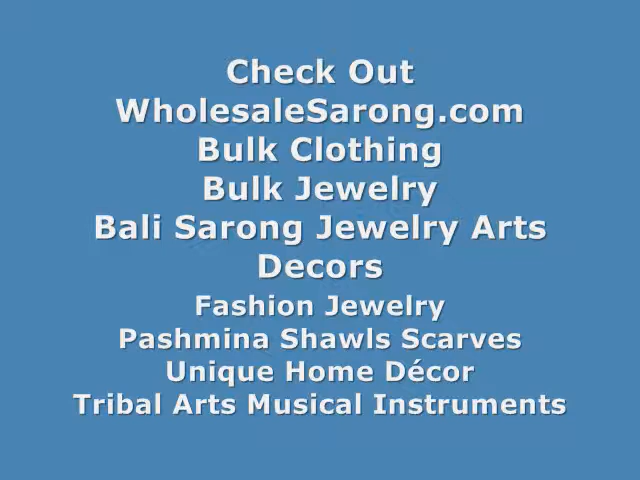 Check Out
WholesaleSarong.com
Bulk Clothing
Bulk Jewelry
Bali Sarong Jewelry Arts
Decors
Fashion Jewelry
Pashmina Shawls Scarves
Unique Home Décor
Tribal Arts Musical Instruments